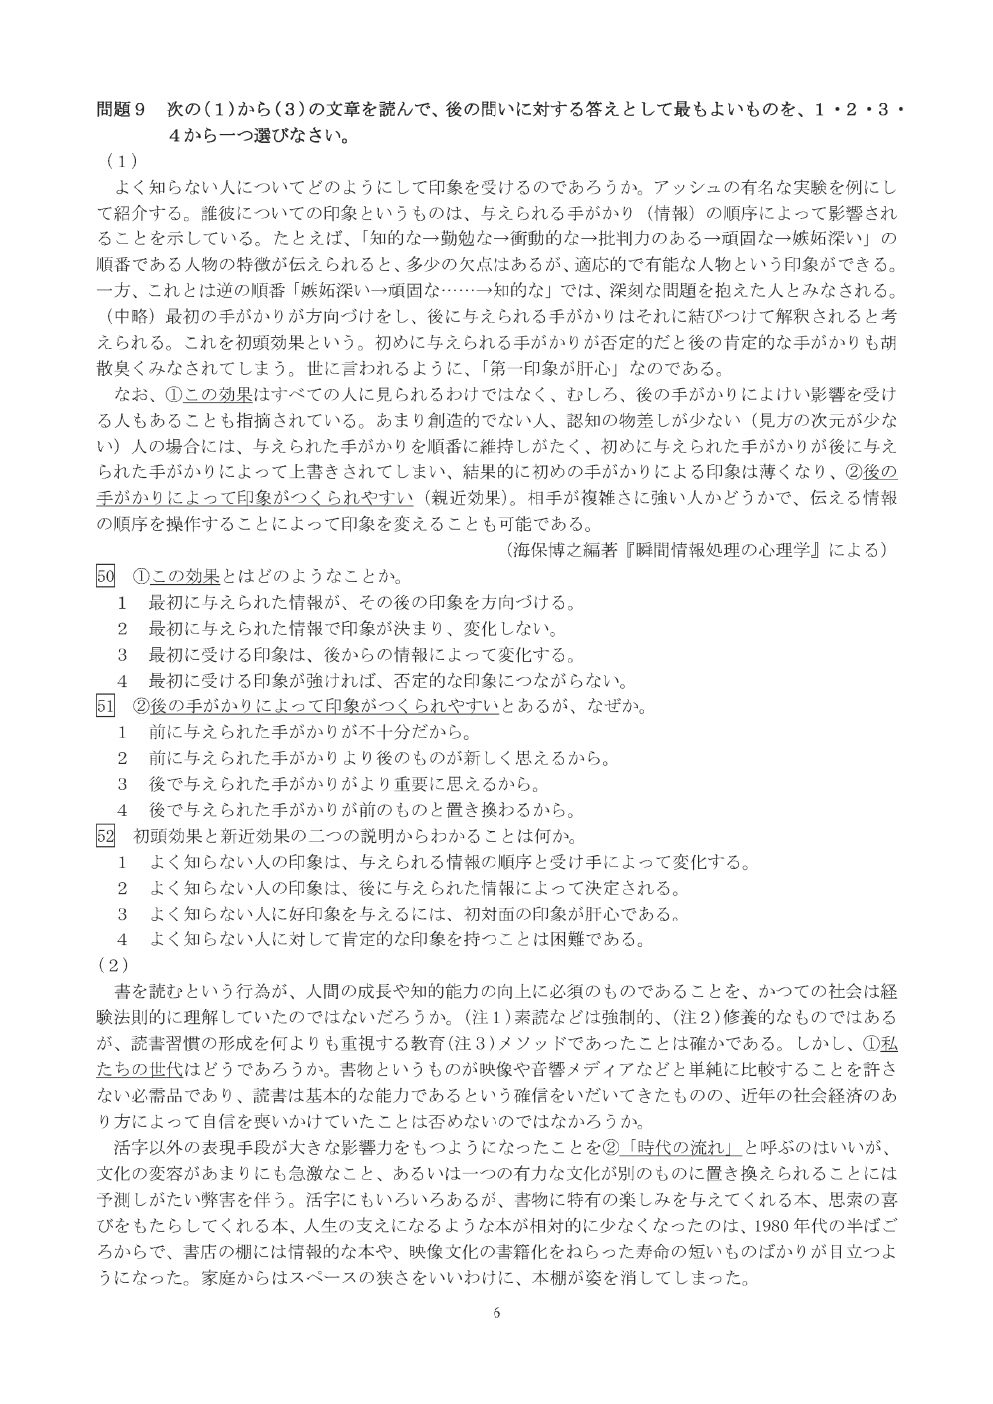 問題９　次の(１)から(３)の文章を読んで、後の問いに対する答えとして最もよいものを、１・２・３・
４から一つ選びなさい。
（１）
よく知らない人についてどのようにして印象を受けるのであろうか。アッシュの有名な実験を例にし
て紹介する。誰彼についての印象というものは、与えられる手がかり（情報）の順序によって影響され
ることを示している。たとえば、「知的な→勤勉な→衝動的な→批判力のある→頑固な→嫉妬深い」の
順番である人物の特徴が伝えられると、多少の欠点はあるが、適応的で有能な人物という印象ができる。
一方、これとは逆の順番「嫉妬深い→頑固な……→知的な」では、深刻な問題を抱えた人とみなされる。
（中略）最初の手がかりが方向づけをし、後に与えられる手がかりはそれに結びつけて解釈されると考
えられる。これを初頭効果という。初めに与えられる手がかりが否定的だと後の肯定的な手がかりも胡
散臭くみなされてしまう。世に言われるように、「第一印象が肝心」なのである。
なお、①この効果はすべての人に見られるわけではなく、むしろ、後の手がかりによけい影響を受け
る人もあることも指摘されている。あまり創造的でない人、認知の物差しが少ない（見方の次元が少な
い）人の場合には、与えられた手がかりを順番に維持しがたく、初めに与えられた手がかりが後に与え
られた手がかりによって上書きされてしまい、結果的に初めの手がかりによる印象は薄くなり、②後の
手がかりによって印象がつくられやすい（親近効果）。相手が複雑さに強い人かどうかで、伝える情報
の順序を操作することによって印象を変えることも可能である。
（海保博之編著『瞬間情報処理の心理学』による）
50　①この効果とはどのようなことか。
１　最初に与えられた情報が、その後の印象を方向づける。
２　最初に与えられた情報で印象が決まり、変化しない。
３　最初に受ける印象は、後からの情報によって変化する。
４　最初に受ける印象が強ければ、否定的な印象につながらない。
51　②後の手がかりによって印象がつくられやすいとあるが、なぜか。
１　前に与えられた手がかりが不十分だから。
２　前に与えられた手がかりより後のものが新しく思えるから。
３　後で与えられた手がかりがより重要に思えるから。
４　後で与えられた手がかりが前のものと置き換わるから。
52　初頭効果と新近効果の二つの説明からわかることは何か。
１　よく知らない人の印象は、与えられる情報の順序と受け手によって変化する。
２　よく知らない人の印象は、後に与えられた情報によって決定される。
３　よく知らない人に好印象を与えるには、初対面の印象が肝心である。
４　よく知らない人に対して肯定的な印象を持つことは困難である。
（２）
書を読むという行為が、人間の成長や知的能力の向上に必須のものであることを、かつての社会は経
験法則的に理解していたのではないだろうか。(注１)素読などは強制的、(注２)修養的なものではある
が、読書習慣の形成を何よりも重視する教育(注３)メソッドであったことは確かである。しかし、①私
たちの世代はどうであろうか。書物というものが映像や音響メディアなどと単純に比較することを許さ
ない必需品であり、読書は基本的な能力であるという確信をいだいてきたものの、近年の社会経済のあ
り方によって自信を喪いかけていたことは否めないのではなかろうか。
活字以外の表現手段が大きな影響力をもつようになったことを②「時代の流れ」と呼ぶのはいいが、
文化の変容があまりにも急激なこと、あるいは一つの有力な文化が別のものに置き換えられることには
予測しがたい弊害を伴う。活字にもいろいろあるが、書物に特有の楽しみを与えてくれる本、思索の喜
びをもたらしてくれる本、人生の支えになるような本が相対的に少なくなったのは、1980 年代の半ばご
ろからで、書店の棚には情報的な本や、映像文化の書籍化をねらった寿命の短いものばかりが目立つよ
うになった。家庭からはスペースの狭さをいいわけに、本棚が姿を消してしまった。
6